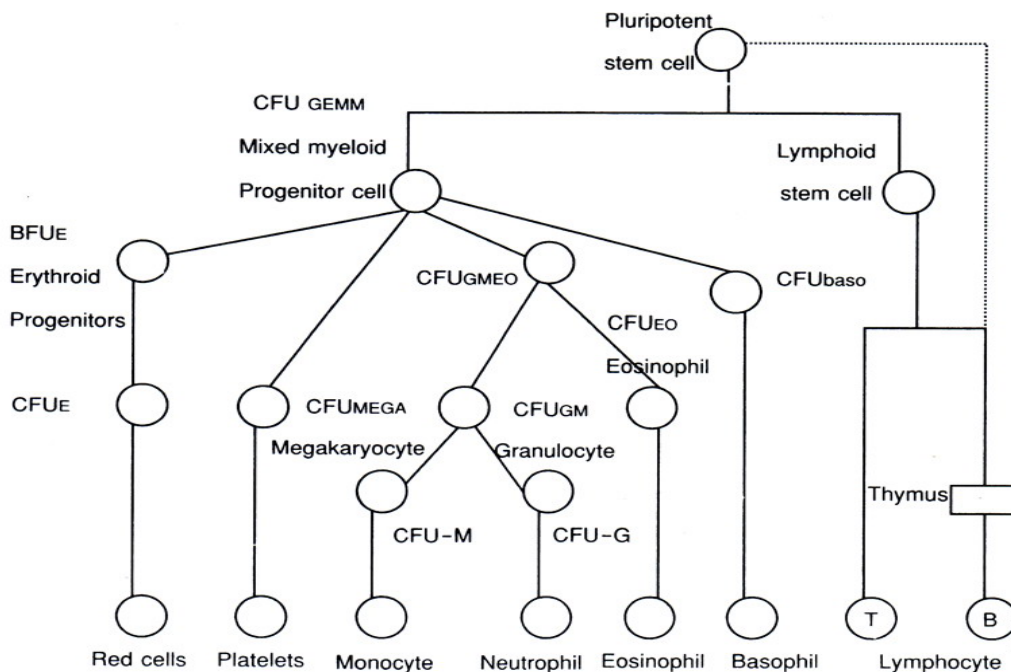 Pluripotent
stem cell
CFU GEMM
Mixed myeloid
Progenitor cell
Lymphoid
stem cell
BFUE
Erythroid
Progenitors
CFUGMEO
CFUbaso
CFUEO
Eosinophil
CFUE
CFUMEGA
Megakaryocyte
CFUGM
Granulocyte
Thymus
CFU-M
CFU-G
T
B
Red cells
Platelets
Monocyte
Neutrophil
Eosinophil
Basophil
Lymphocyte